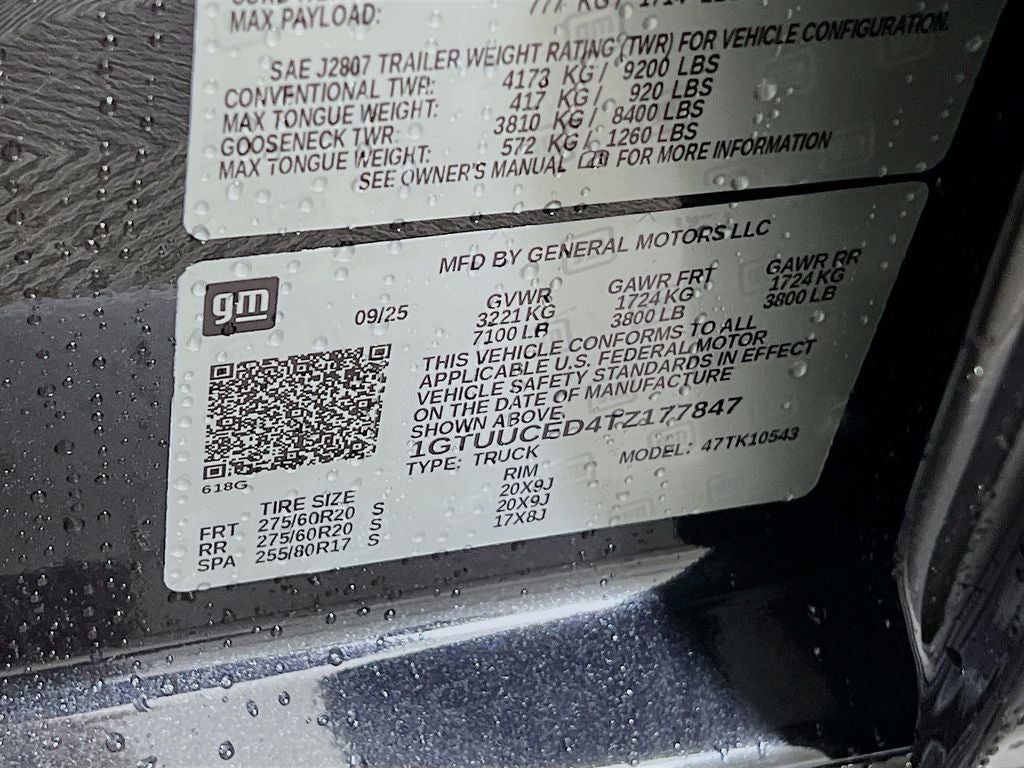 MAX PAYLOAD: 777 KG / 1714 LBS
SAE J2807 TRAILER WEIGHT RATING (TWR) FOR VEHICLE CONFIGURATION.
CONVENTIONAL TWR: 4173 KG / 9200 LBS
MAX TONGUE WEIGHT: 417 KG / 920 LBS
GOOSENECK TWR: 3810 KG / 8400 LBS
MAX TONGUE WEIGHT: 572 KG / 1260 LBS
SEE OWNER'S MANUAL FOR MORE INFORMATION
MFD BY GENERAL MOTORS LLC
gm
09/25
GVWR GAWR FRT GAWR RR
3221 KG 1724 KG 1724 KG
7100 LB 3800 LB 3800 LB
THIS VEHICLE CONFORMS TO ALL
APPLICABLE U.S. FEDERAL MOTOR
VEHICLE SAFETY STANDARDS IN EFFECT
ON THE DATE OF MANUFACTURE
SHOWN ABOVE.
1GTUUCED4TZ177847
TYPE: TRUCK MODEL: 47TK10543
618G
TIRE SIZE RIM
FRT 275/60R20 S 20X9J
RR 275/60R20 S 20X9J
SPA 255/80R17 S 17X8J